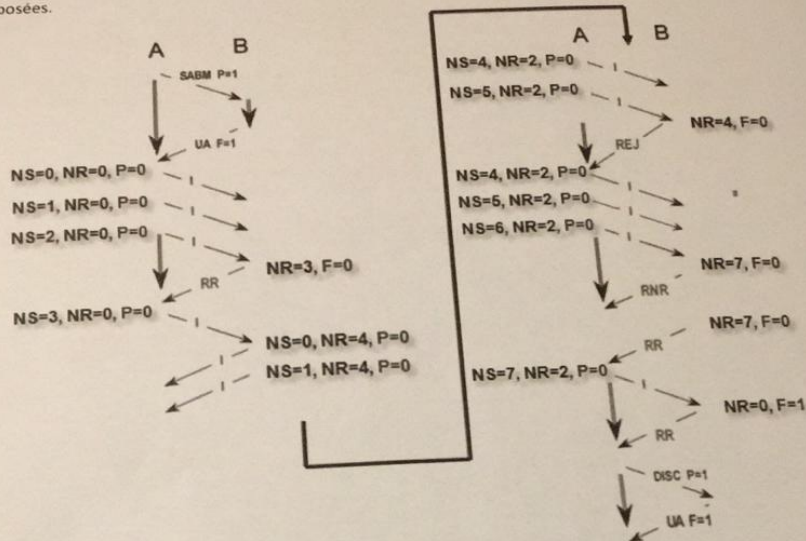 posées.
A B
SABM P=1
UA F=1
NS=0, NR=0, P=0
I
NS=1, NR=0, P=0
I
NS=2, NR=0, P=0
I
NR=3, F=0
RR
NS=3, NR=0, P=0
I
NS=0, NR=4, P=0
I
NS=1, NR=4, P=0
I
A B
NS=4, NR=2, P=0
I
NS=5, NR=2, P=0
I
NR=4, F=0
REJ
NS=4, NR=2, P=0
I
NS=5, NR=2, P=0
I
NS=6, NR=2, P=0
I
NR=7, F=0
RNR
NR=7, F=0
RR
NS=7, NR=2, P=0
I
NR=0, F=1
RR
DISC P=1
UA F=1